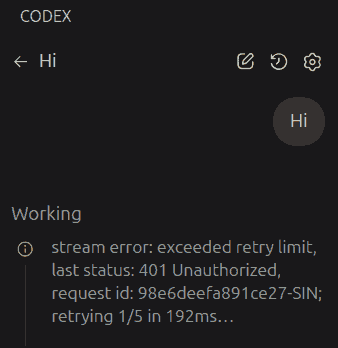 CODEX
← Hi
Hi
Working
stream error: exceeded retry limit,
last status: 401 Unauthorized,
request id: 98e6deefa891ce27-SIN;
retrying 1/5 in 192ms…